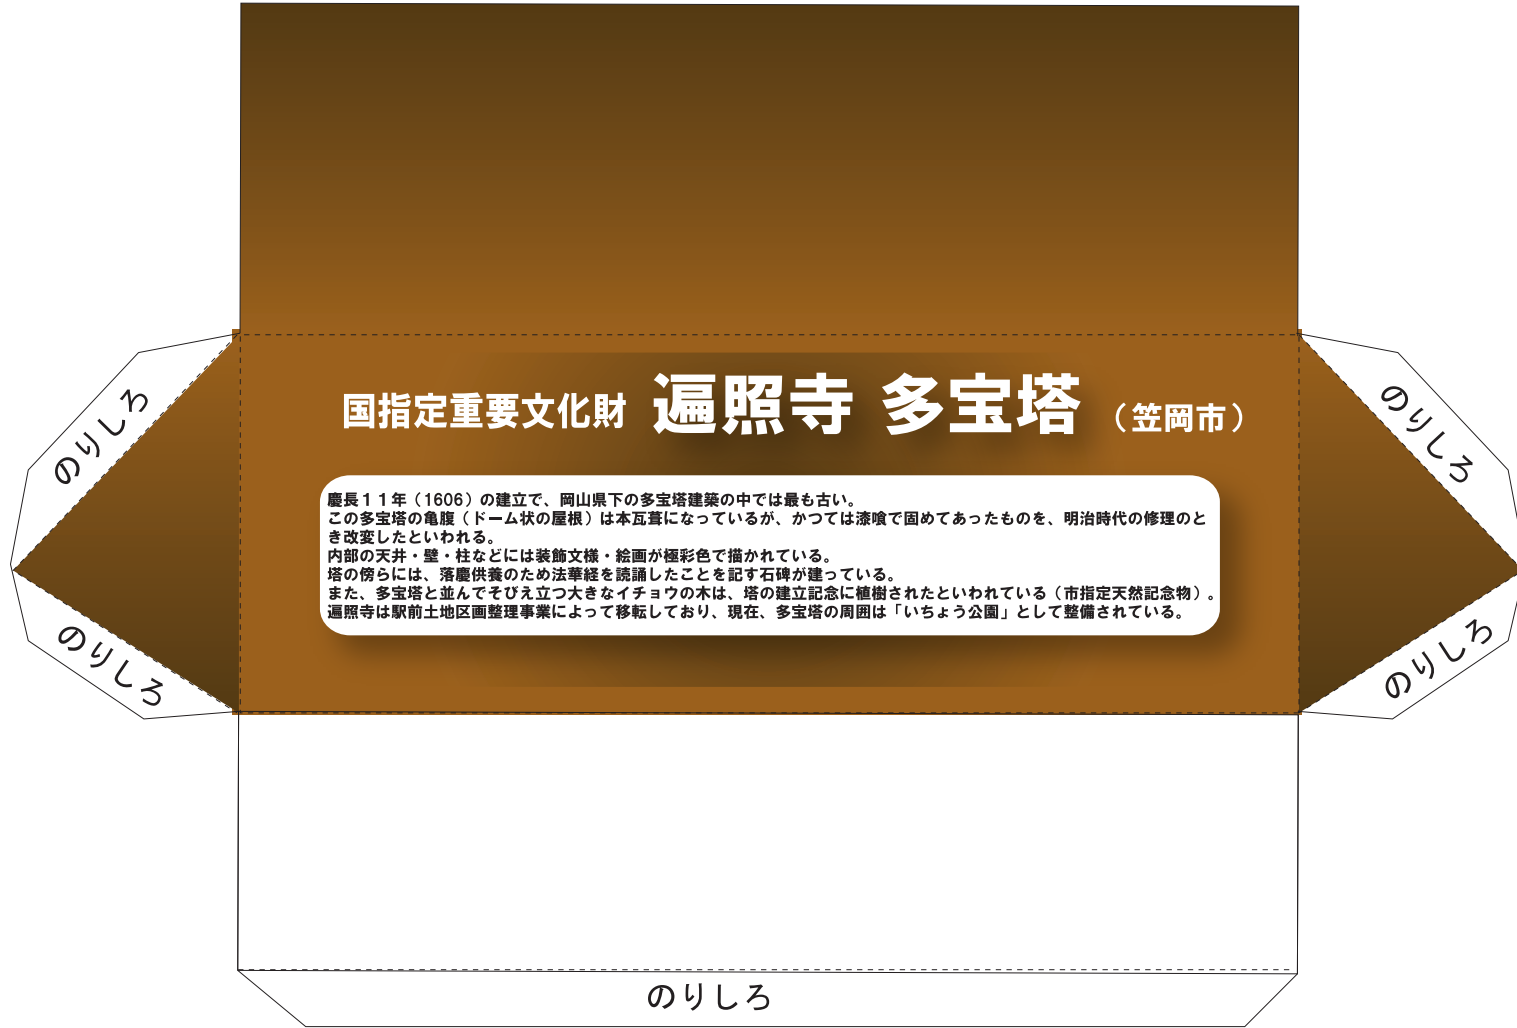 国指定重要文化財 遍照寺 多宝塔 （笠岡市）
慶長１１年（1606）の建立で、岡山県下の多宝塔建築の中では最も古い。
この多宝塔の亀腹（ドーム状の屋根）は本瓦葺になっているが、かつては漆喰で固めてあったものを、明治時代の修理のと
き改変したといわれる。
内部の天井・壁・柱などには装飾文様・絵画が極彩色で描かれている。
塔の傍らには、落慶供養のため法華経を読誦したことを記す石碑が建っている。
また、多宝塔と並んでそびえ立つ大きなイチョウの木は、塔の建立記念に植樹されたといわれている（市指定天然記念物）。
遍照寺は駅前土地区画整理事業によって移転しており、現在、多宝塔の周囲は「いちょう公園」として整備されている。
のりしろ
のりしろ
のりしろ
のりしろ
のりしろ